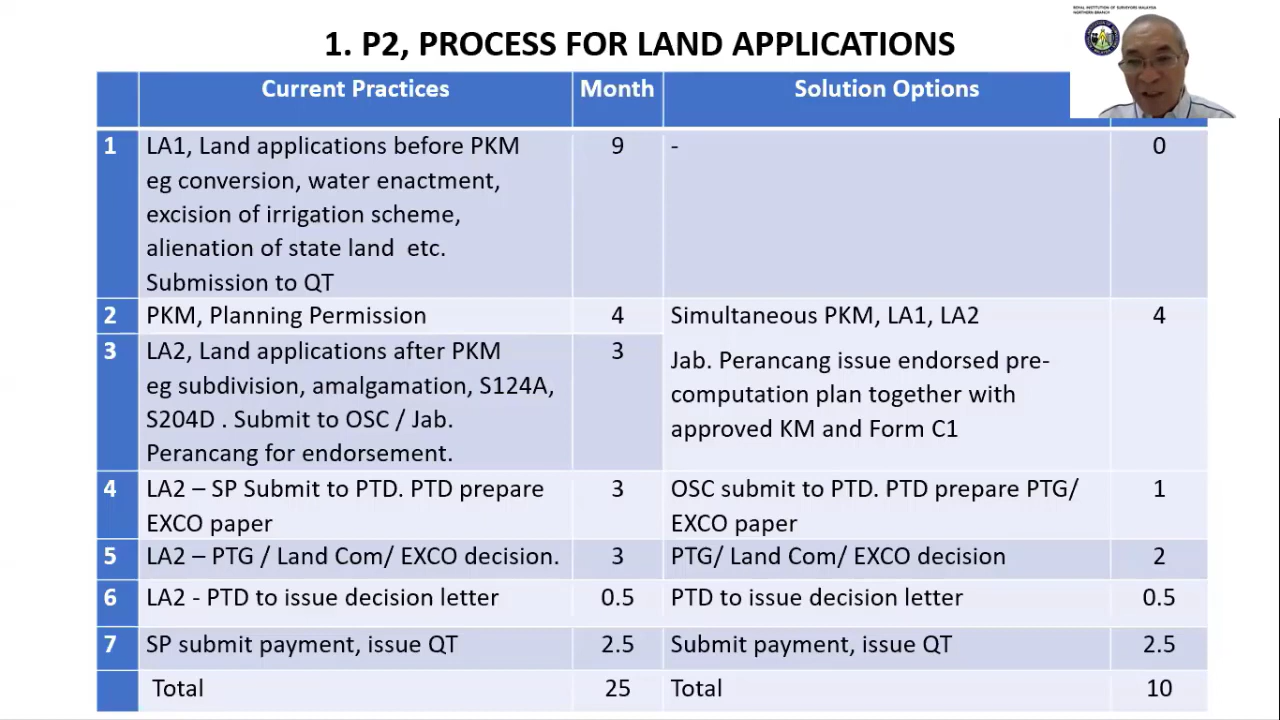 ROYAL INSTITUTION OF SURVEYORS MALAYSIA
NORTHERN BRANCH
1. P2, PROCESS FOR LAND APPLICATIONS
Current Practices Month Solution Options
1 LA1, Land applications before PKM 9 - 0
eg conversion, water enactment,
excision of irrigation scheme,
alienation of state land etc.
Submission to QT
2 PKM, Planning Permission 4 Simultaneous PKM, LA1, LA2 4
3 LA2, Land applications after PKM 3
eg subdivision, amalgamation, S124A,
S204D . Submit to OSC / Jab.
Perancang for endorsement.
Jab. Perancang issue endorsed pre-
computation plan together with
approved KM and Form C1
4 LA2 – SP Submit to PTD. PTD prepare 3 OSC submit to PTD. PTD prepare PTG/ 1
EXCO paper EXCO paper
5 LA2 – PTG / Land Com/ EXCO decision. 3 PTG/ Land Com/ EXCO decision 2
6 LA2 - PTD to issue decision letter 0.5 PTD to issue decision letter 0.5
7 SP submit payment, issue QT 2.5 Submit payment, issue QT 2.5
Total 25 Total 10